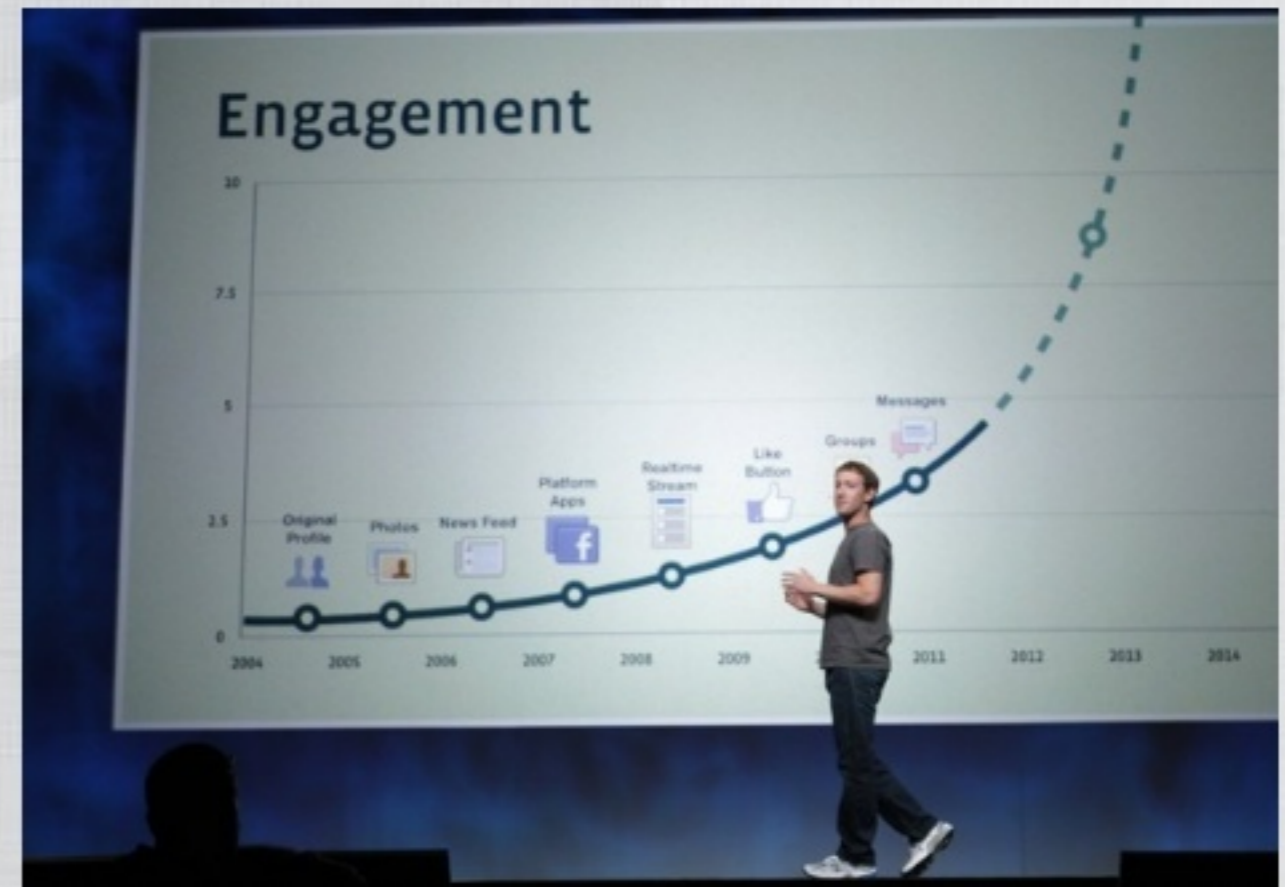 Engagement
10
7.5
5
2.5
0
Original
Profile
Photos
News Feed
Platform
Apps
f
Realtime
Stream
Like
Button
Groups
Messages
2004 2005 2006 2007 2008 2009 2011 2012 2013 2014